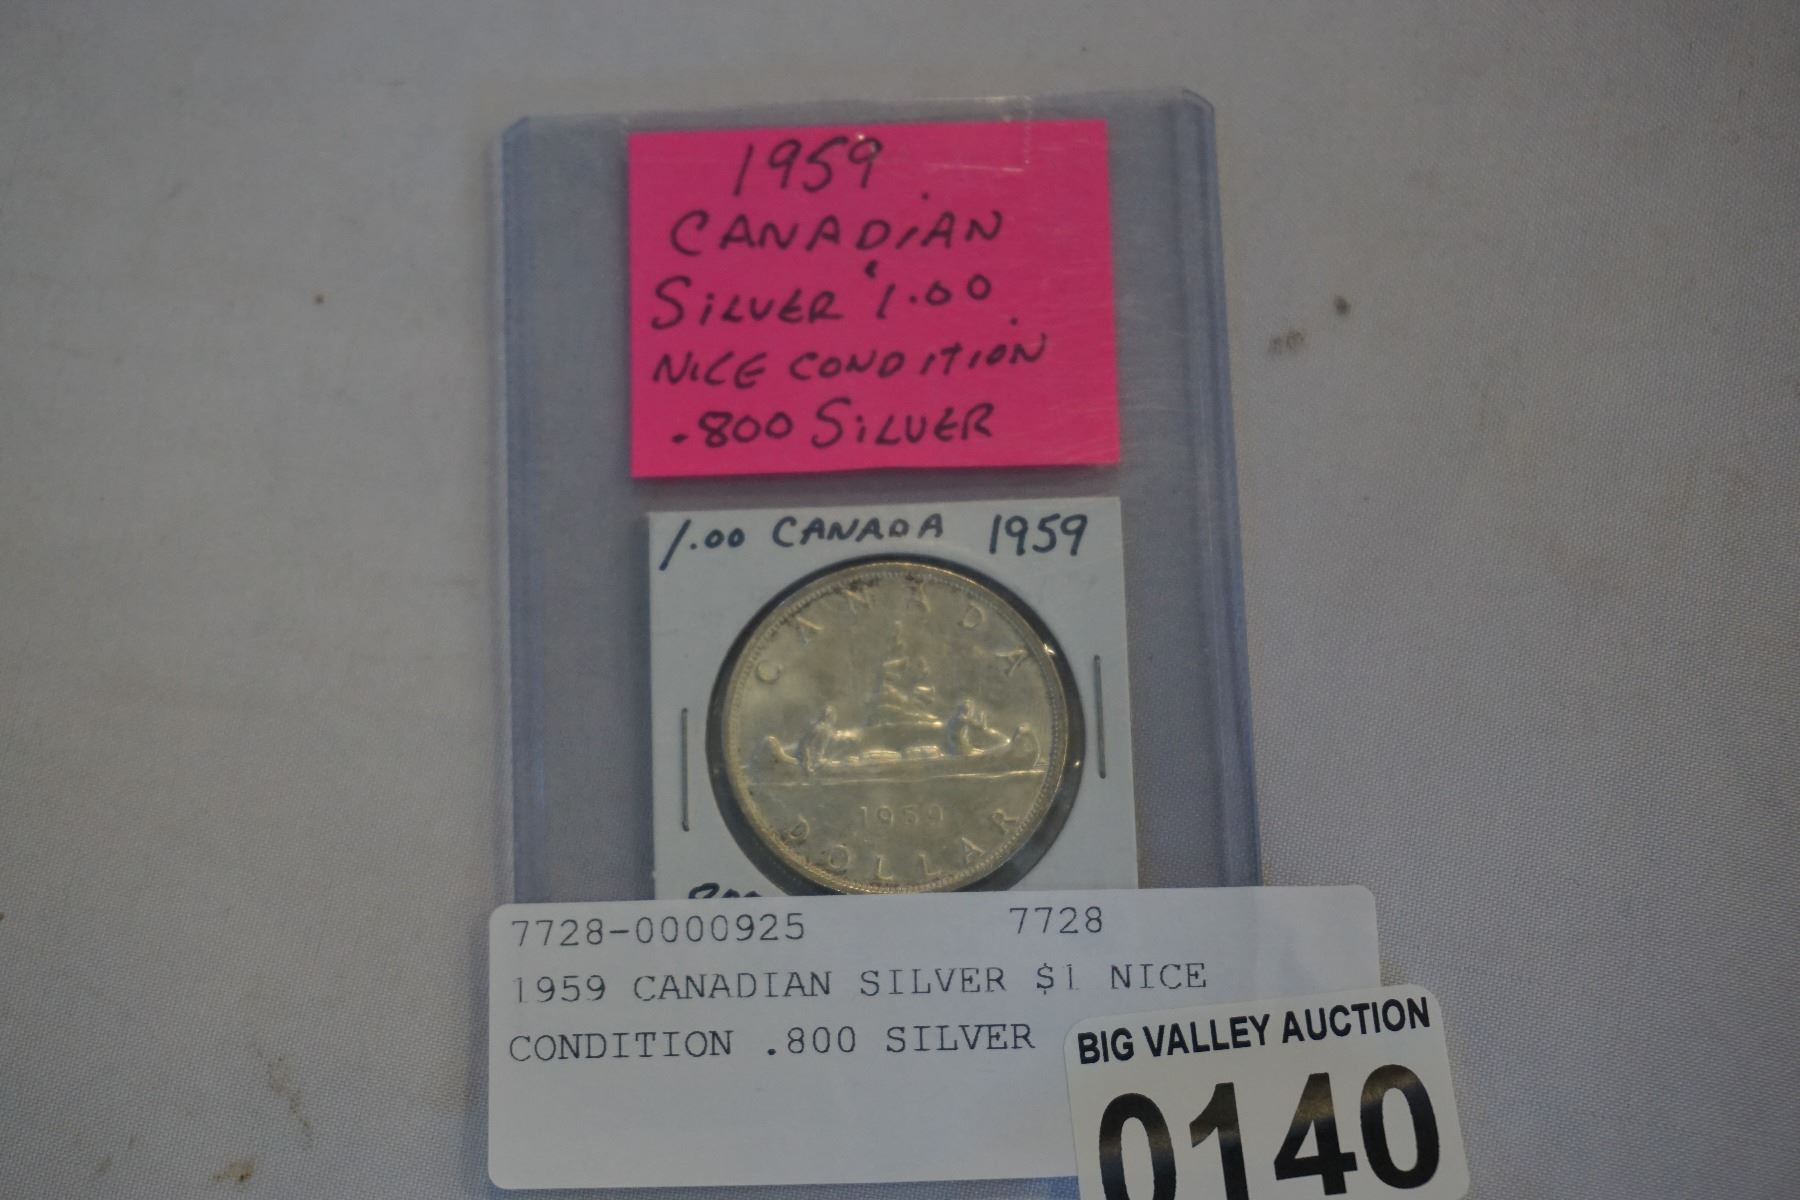 1959
CANADIAN
SILVER $1.00
NICE CONDITION
.800 SILVER
1.00 CANADA 1959
CANADA
1959
DOLLAR
7728-0000925 7728
1959 CANADIAN SILVER $1 NICE
CONDITION .800 SILVER
BIG VALLEY AUCTION
0140